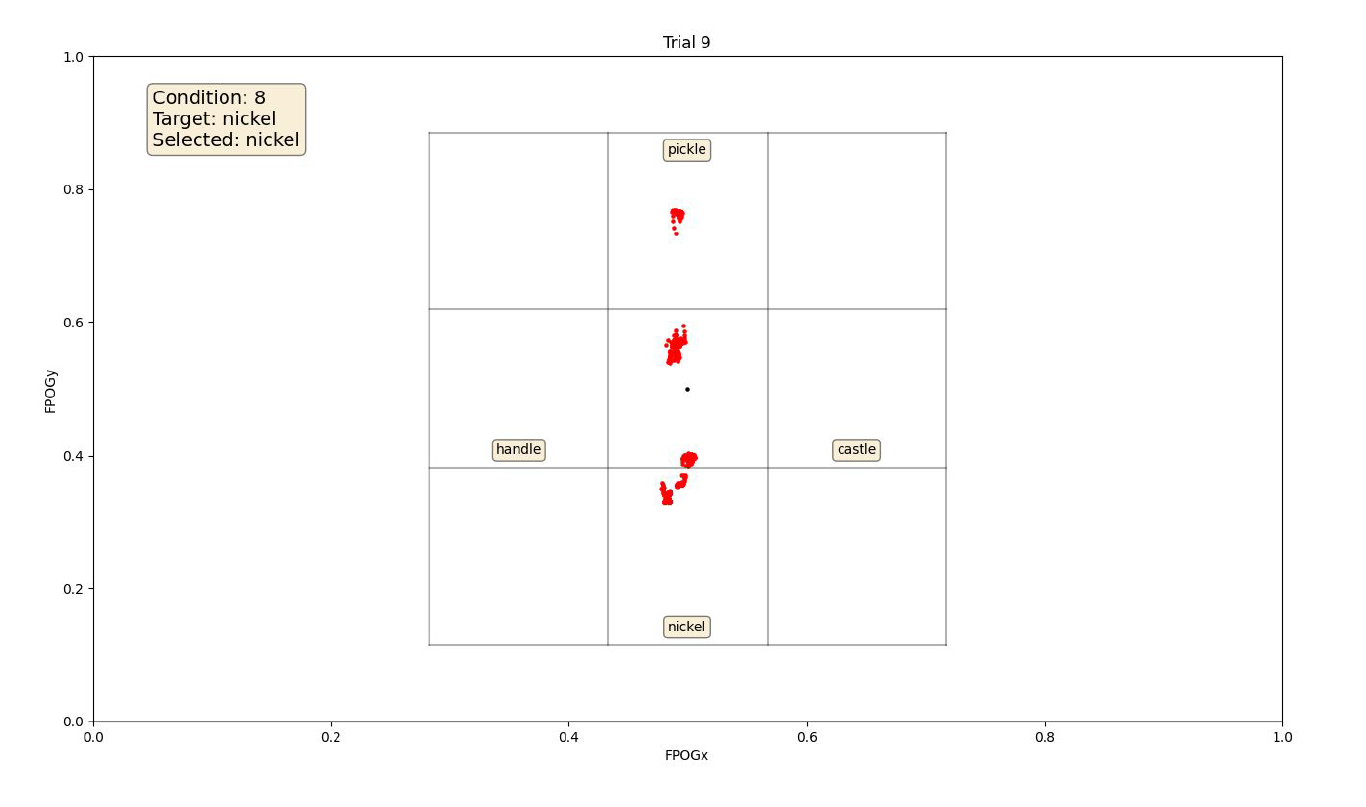 Trial 9
Condition: 8
Target: nickel
Selected: nickel
pickle
handle
castle
nickel
1.0
0.8
0.6
0.4
0.2
0.0
FPOGy
0.0 0.2 0.4 0.6 0.8 1.0
FPOGx